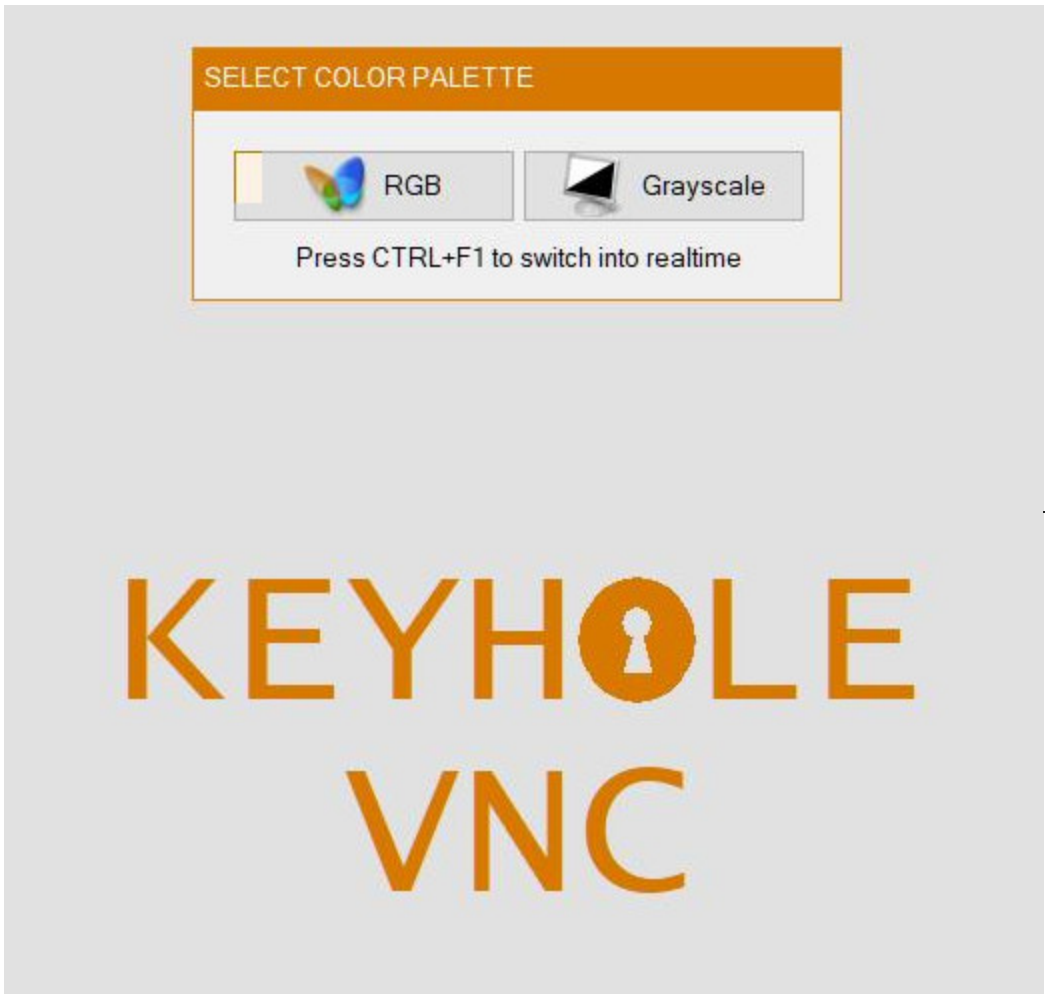 SELECT COLOR PALETTE
RGB Grayscale
Press CTRL+F1 to switch into realtime
KEYHOLE
VNC